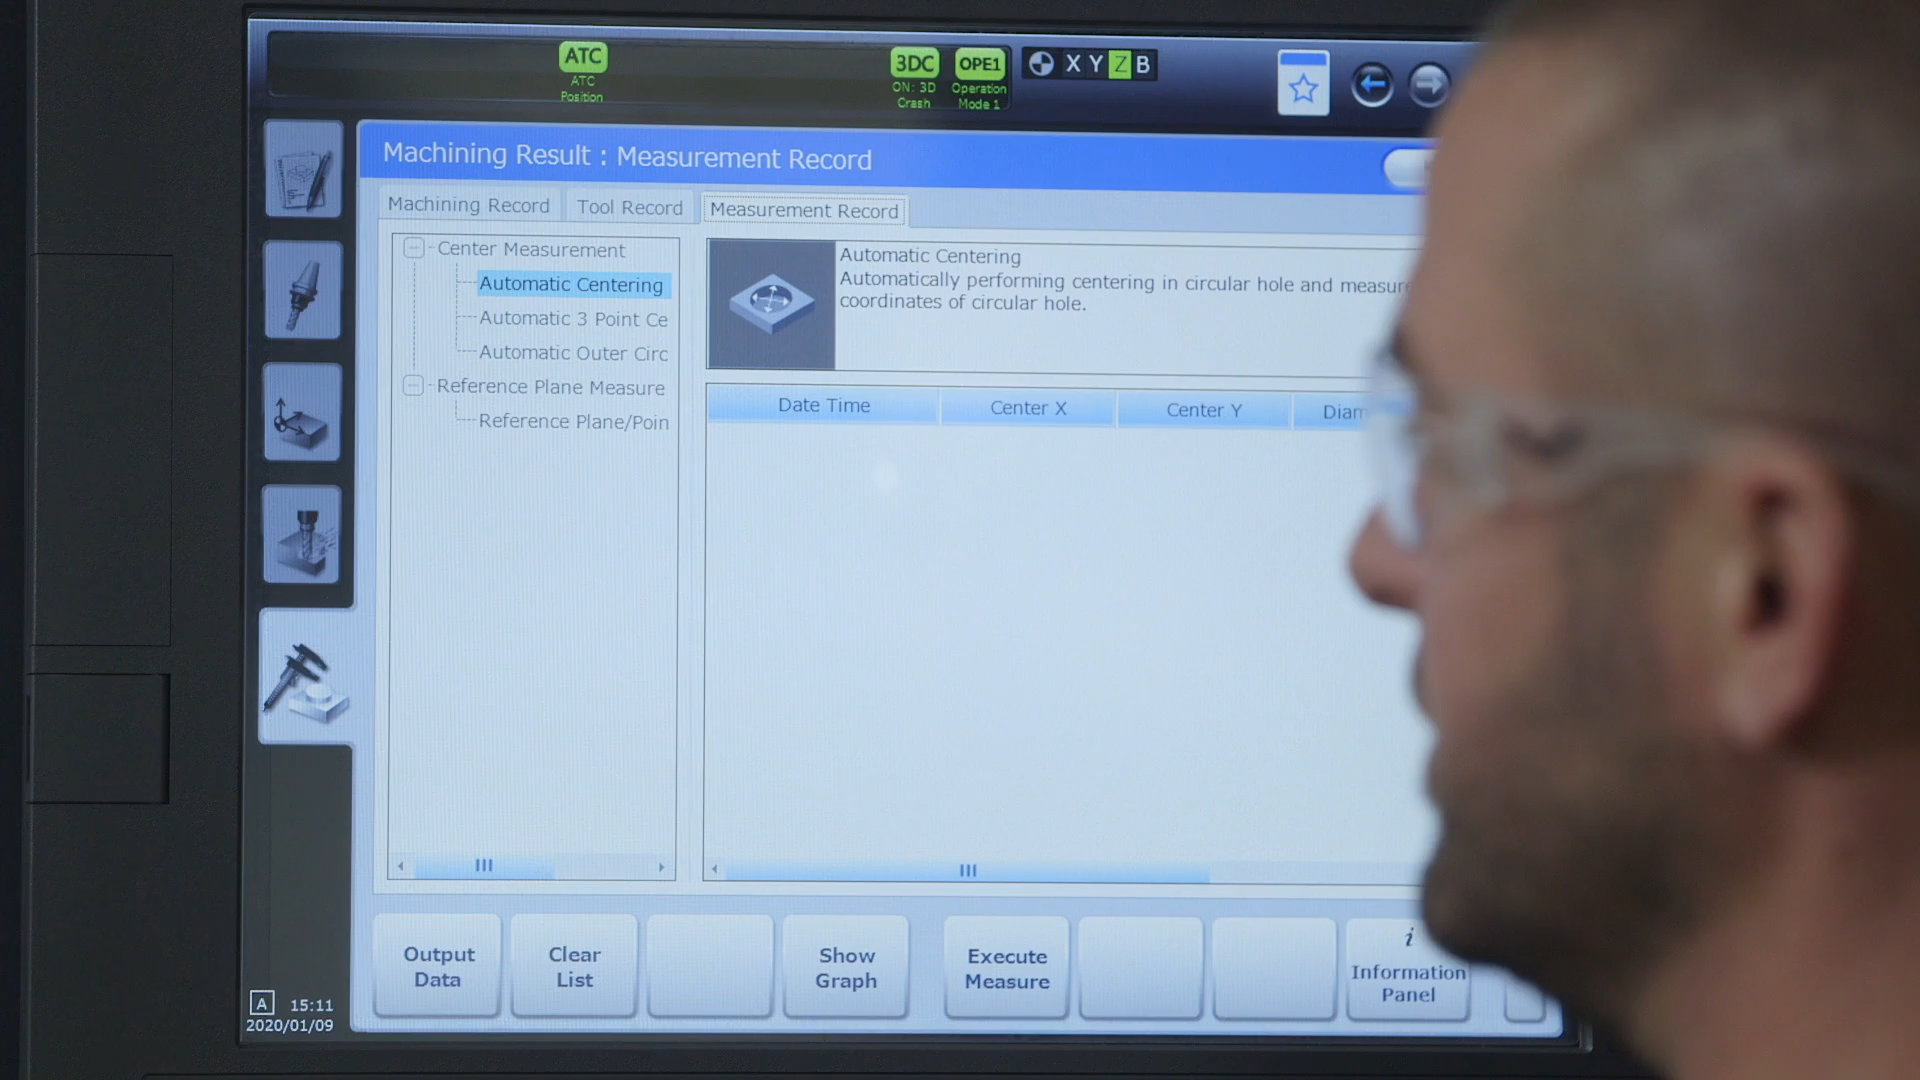 ATC
ATC
Position
3DC
ON: 3D
Crash
OPE1
Operation
Mode 1
X Y Z B
Machining Result : Measurement Record
Machining Record
Tool Record
Measurement Record
Center Measurement
Automatic Centering
Automatic 3 Point Ce
Automatic Outer Circ
Reference Plane Measure
Reference Plane/Poin
Automatic Centering
Automatically performing centering in circular hole and measure
coordinates of circular hole.
Date Time
Center X
Center Y
Diam
Output
Data
Clear
List
Show
Graph
Execute
Measure
i
Information
Panel
A 15:11
2020/01/09